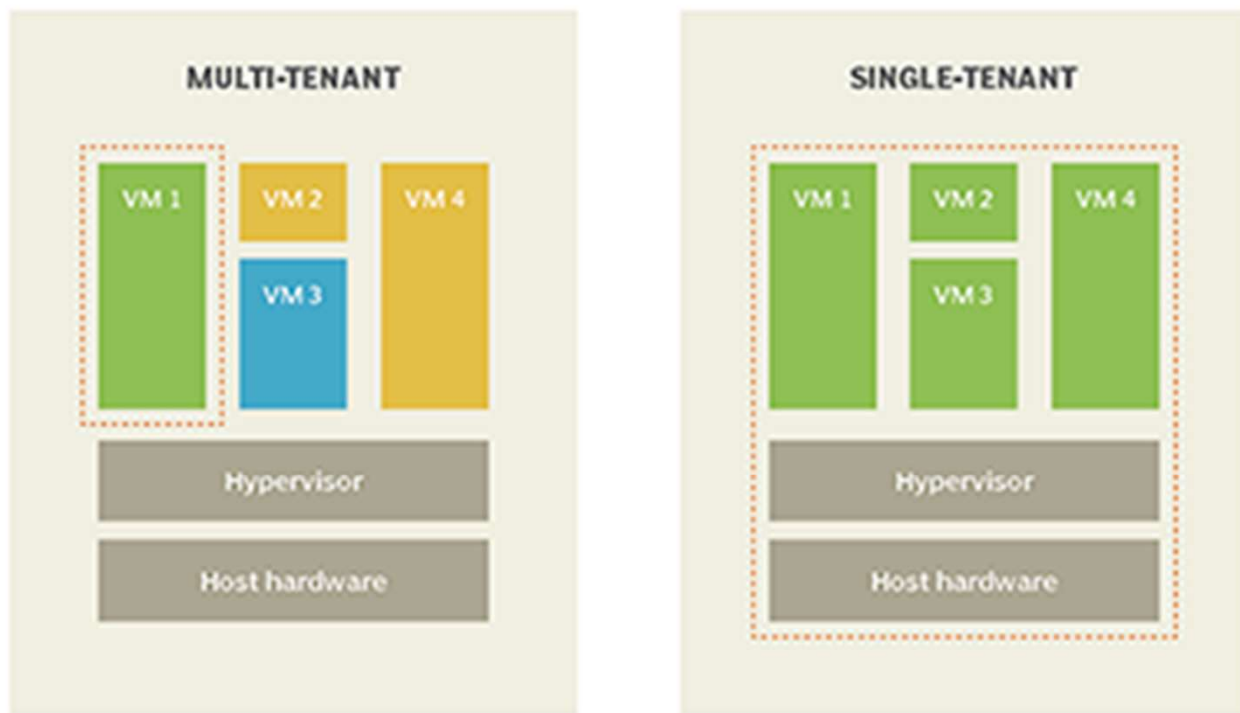 MULTI-TENANT
VM 1
VM 2
VM 4
VM 3
Hypervisor
Host hardware
SINGLE-TENANT
VM 1
VM 2
VM 4
VM 3
Hypervisor
Host hardware